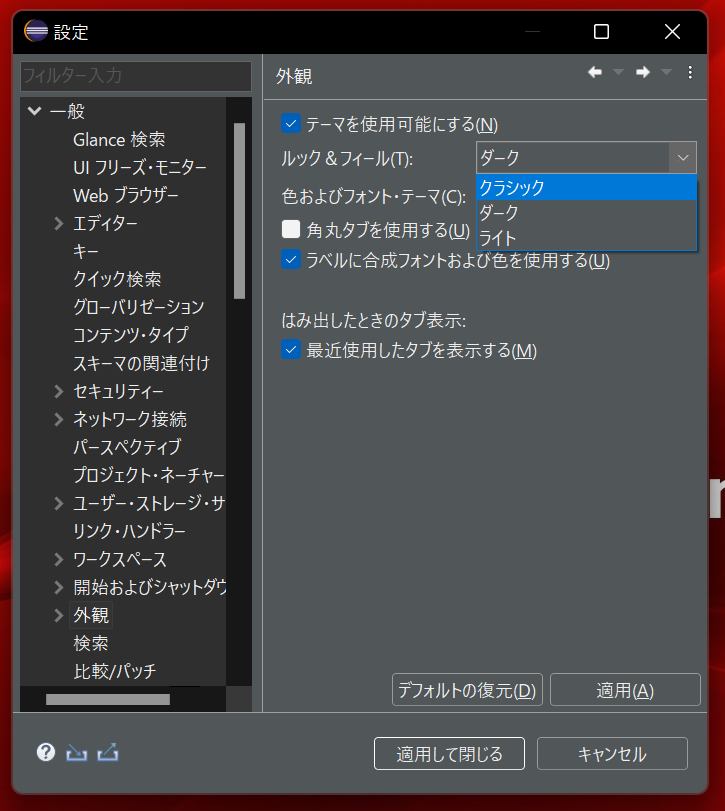 設定
フィルター入力
一般
Glance 検索
UI フリーズ・モニター
Web ブラウザー
エディター
キー
クイック検索
グローバリゼーション
コンテンツ・タイプ
スキーマの関連付け
セキュリティー
ネットワーク接続
パースペクティブ
プロジェクト・ネーチャー
ユーザー・ストレージ・サ
リンク・ハンドラー
ワークスペース
開始およびシャットダウ
外観
検索
比較/パッチ
外観
テーマを使用可能にする(N)
ルック＆フィール(T):
ダーク
クラシック
ダーク
ライト
色およびフォント・テーマ(C):
角丸タブを使用する(U)
ラベルに合成フォントおよび色を使用する(U)
はみ出したときのタブ表示:
最近使用したタブを表示する(M)
デフォルトの復元(D)
適用(A)
適用して閉じる
キャンセル